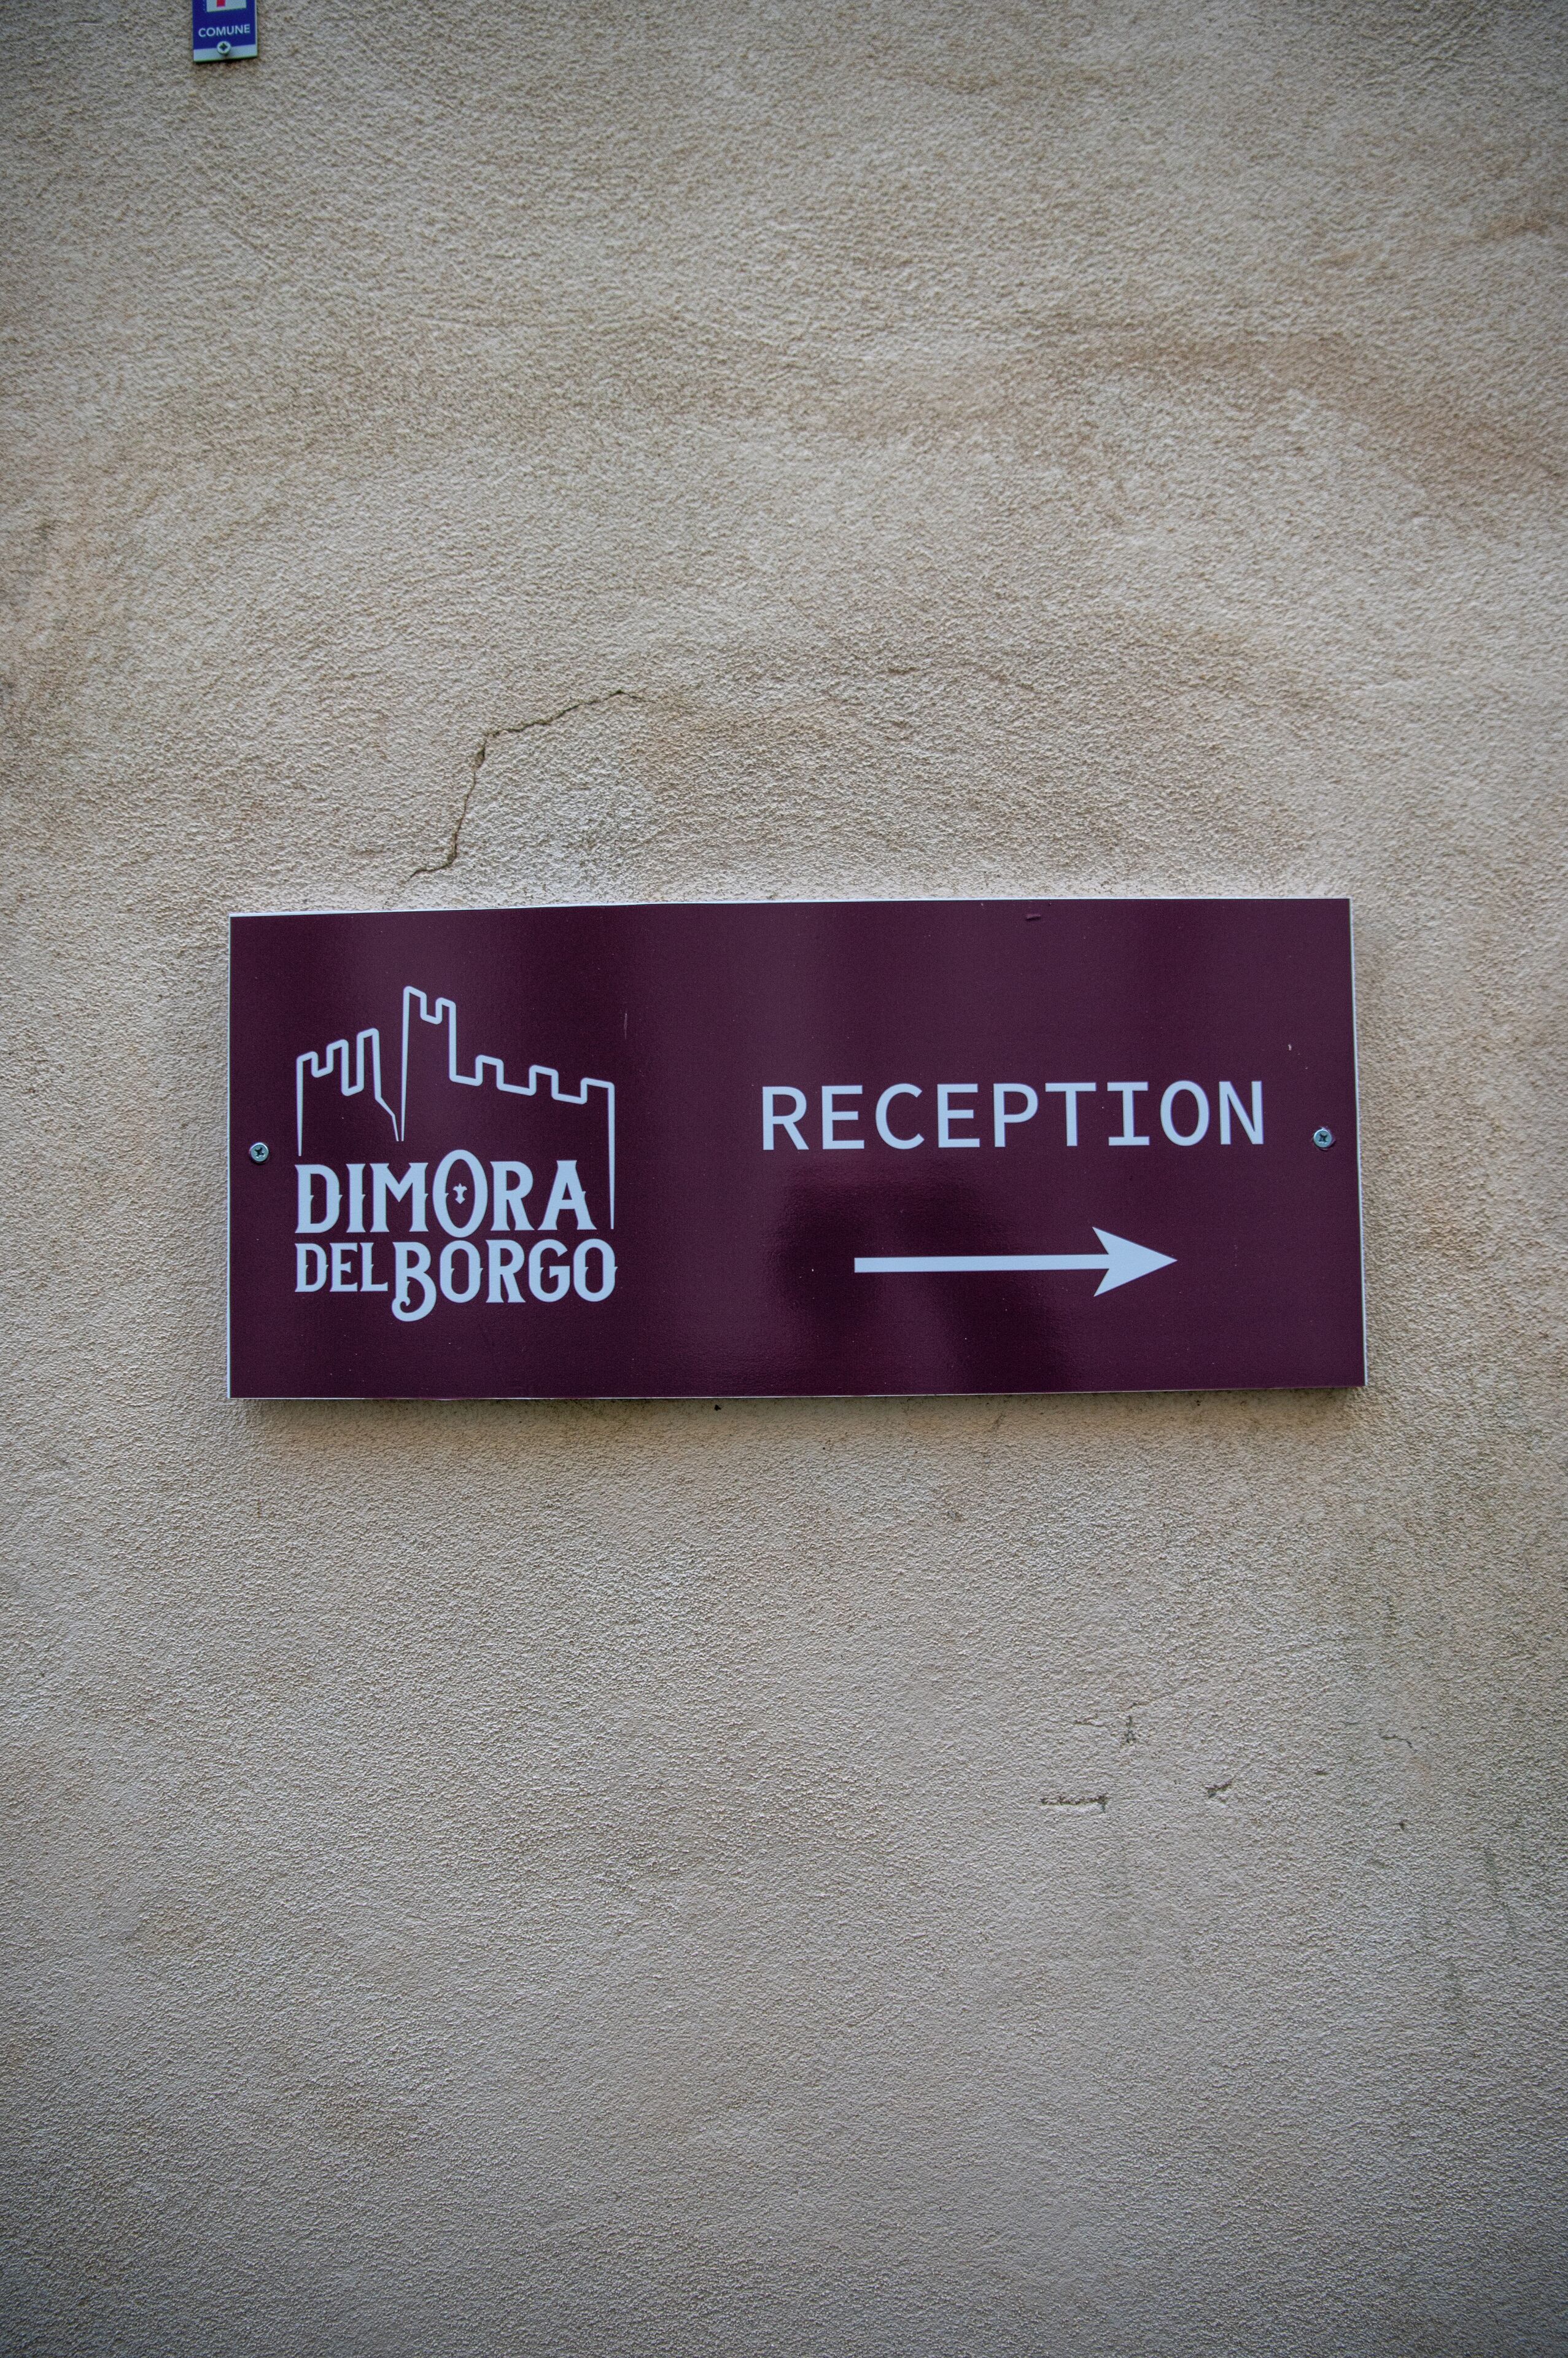 COMUNE
DIMORA
DEL BORGO
RECEPTION